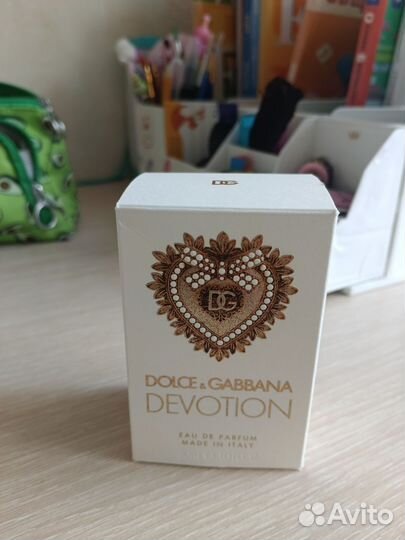 DG
DG
DOLCE & GABBANA
DEVOTION
EAU DE PARFUM
MADE IN ITALY
Avito